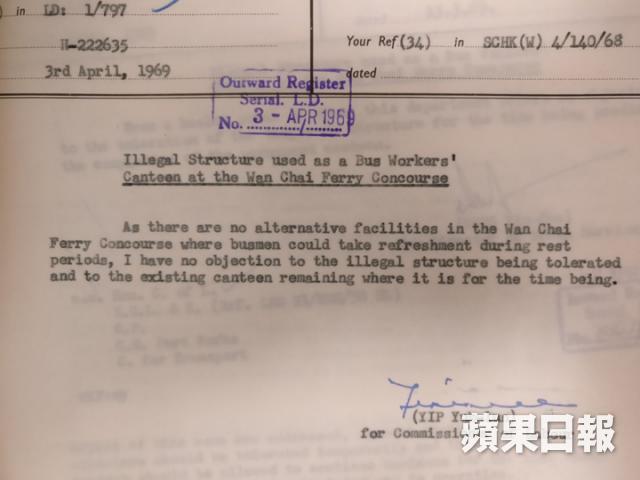 ) in LD: 1/797
H-222635
3rd April, 1969
Your Ref (34) in SCHK(W) 4/140/68
dated
Outward Register
Serial. L.D.
No. 3 - APR 1969
Illegal Structure used as a Bus Workers'
Canteen at the Wan Chai Ferry Concourse
As there are no alternative facilities in the Wan Chai
Ferry Concourse where busmen could take refreshment during rest
periods, I have no objection to the illegal structure being tolerated
and to the existing canteen remaining where it is for the time being.
(YIP
for
蘋果日報